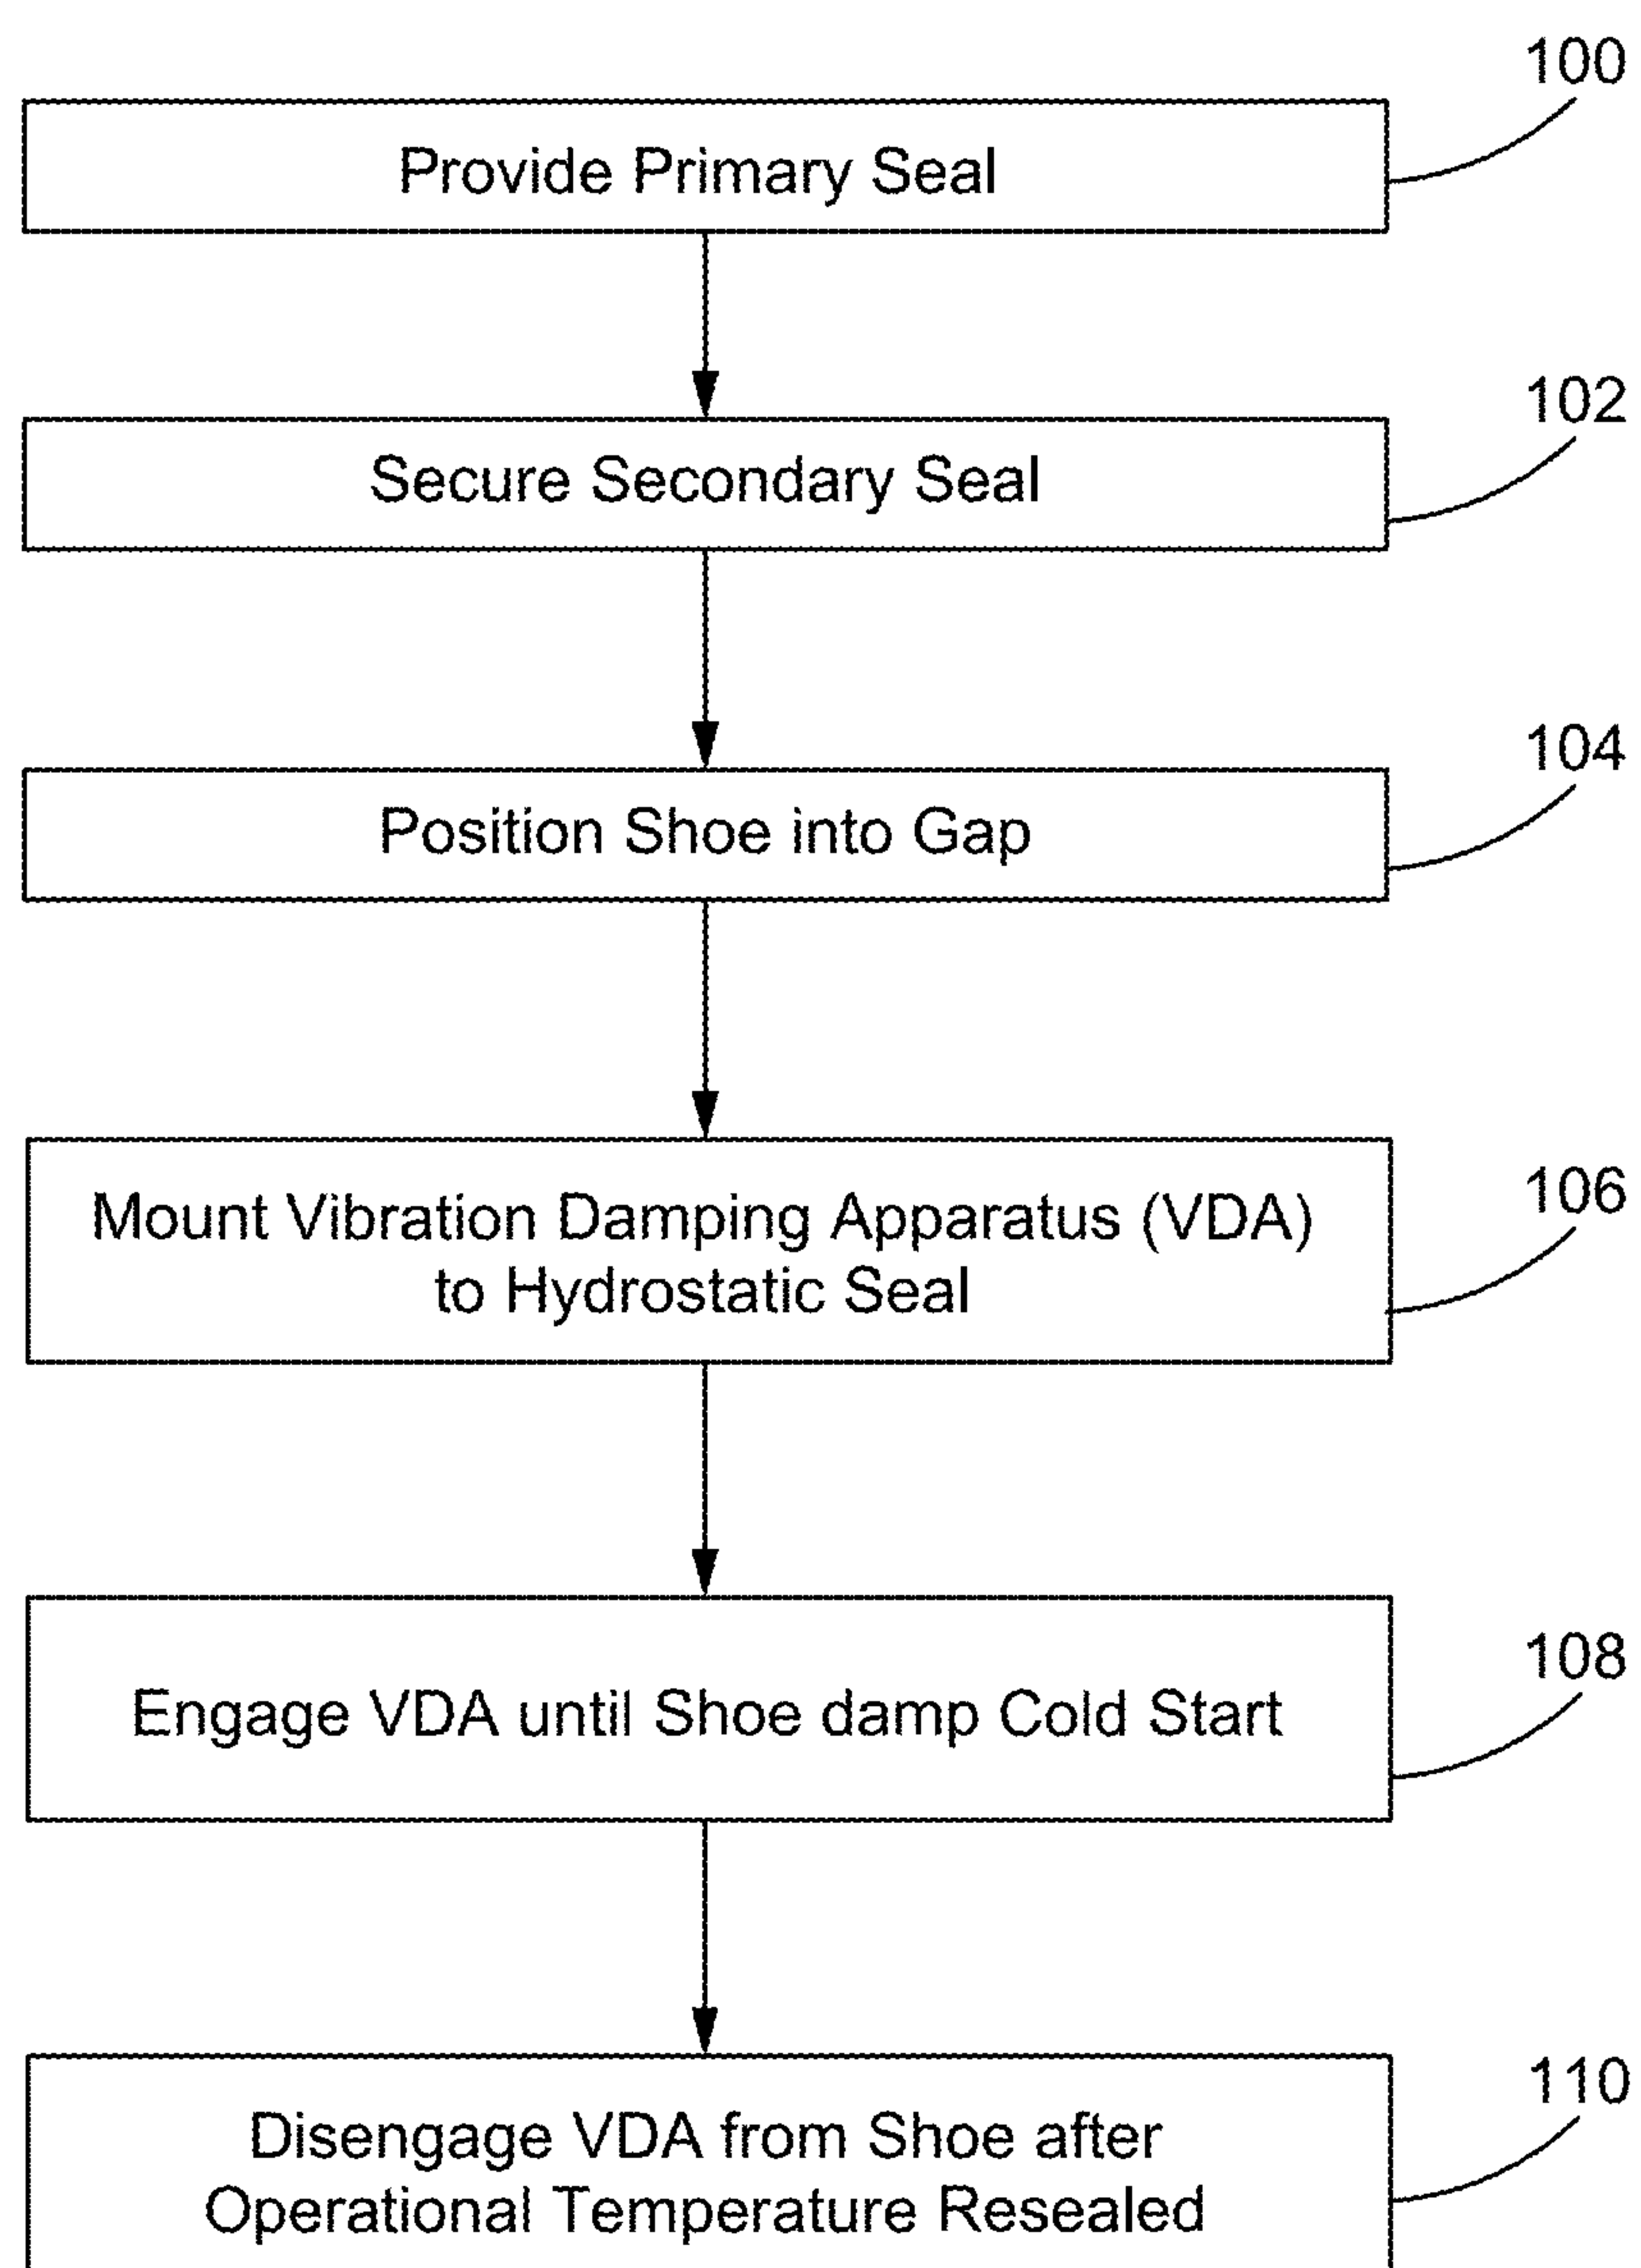 100
Provide Primary Seal
102
Secure Secondary Seal
104
Position Shoe into Gap
106
Mount Vibration Damping Apparatus (VDA)
to Hydrostatic Seal
108
Engage VDA until Shoe damp Cold Start
110
Disengage VDA from Shoe after
Operational Temperature Resealed